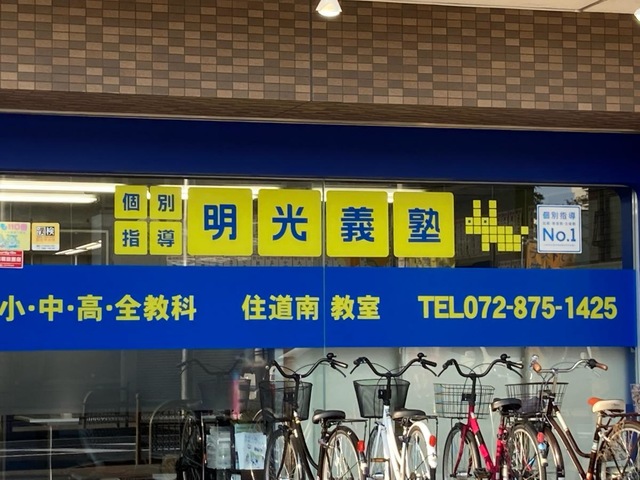 個別
指導
明光義塾
個別指導
No.1
小・中・高・全教科 住道南 教室 TEL072-875-1425